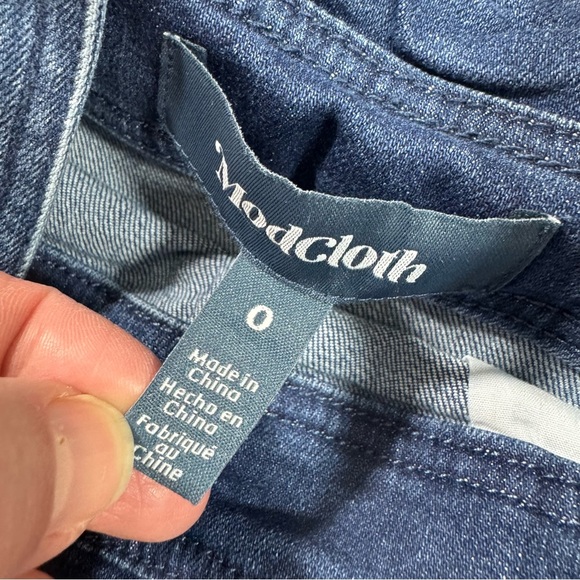 ModCloth
0
Made in
China
Hecho en
China
Fabriqué
au
Chine